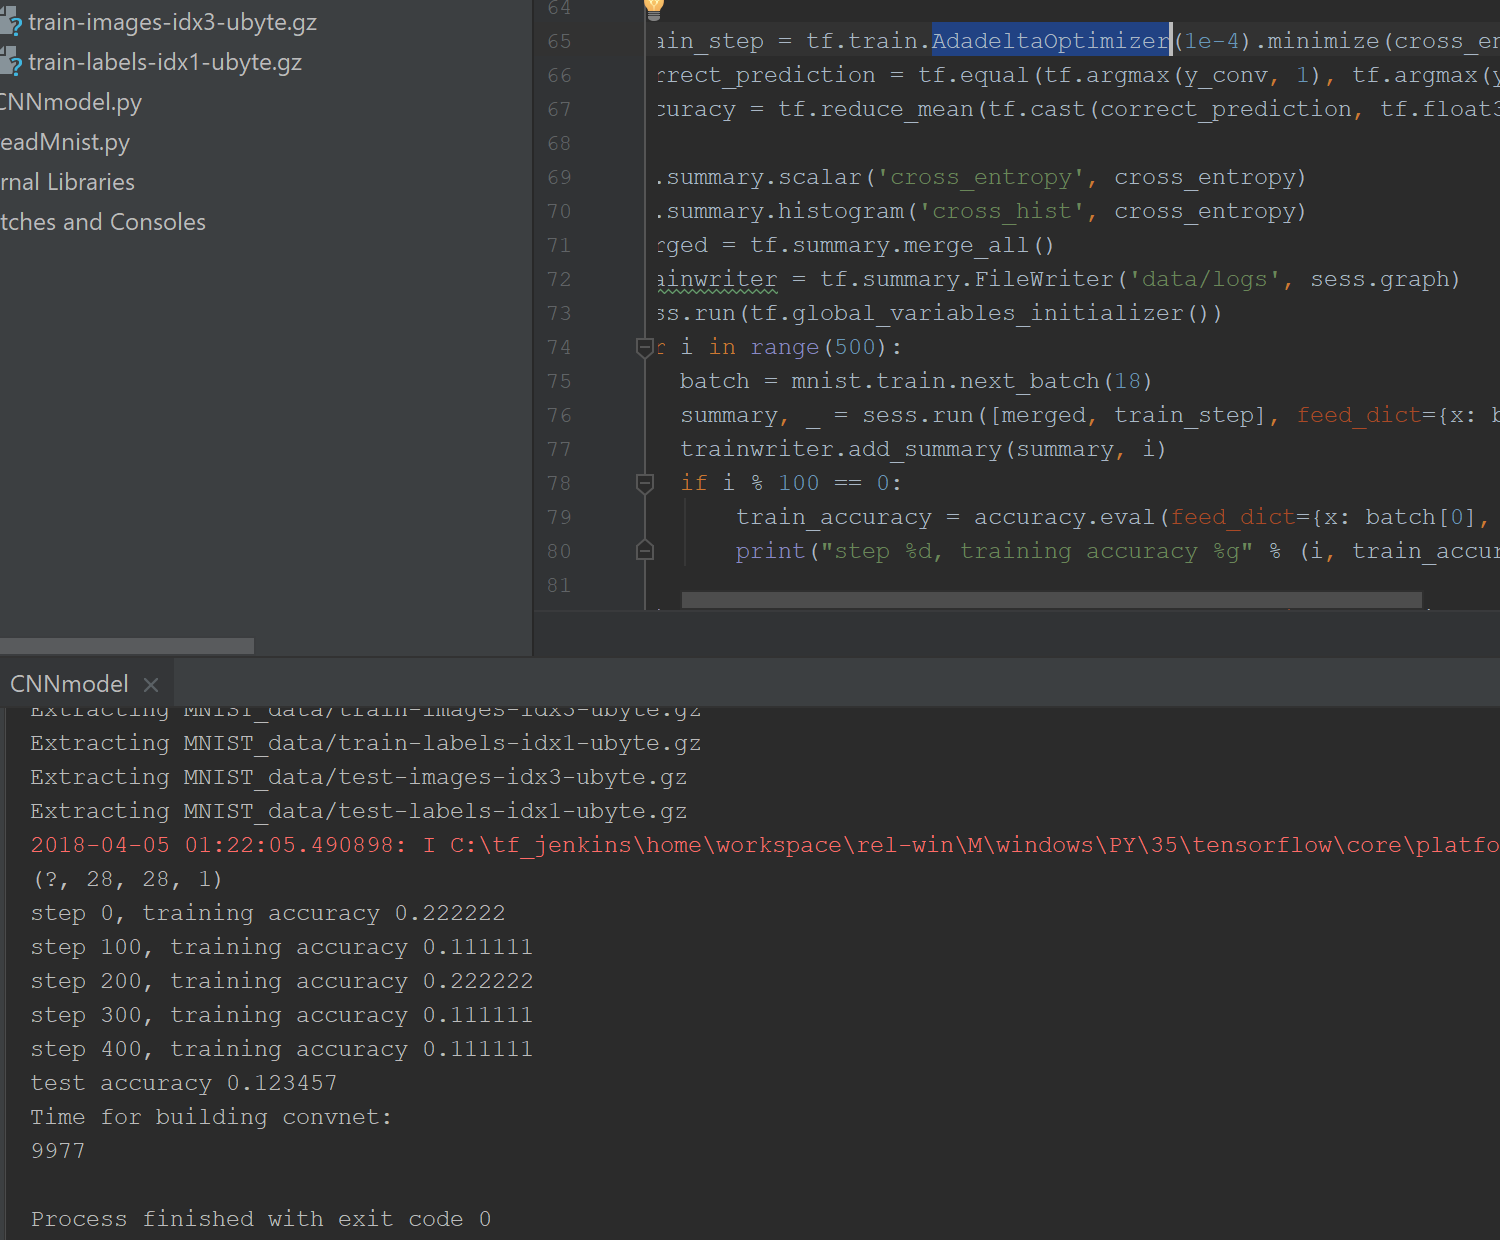 train-images-idx3-ubyte.gz
train-labels-idx1-ubyte.gz
CNNmodel.py
eadMnist.py
rnal Libraries
tches and Consoles
64
65 ain_step = tf.train.AdadeltaOptimizer(1e-4).minimize(cross_en
66 rrect_prediction = tf.equal(tf.argmax(y_conv, 1), tf.argmax(y
67 curacy = tf.reduce_mean(tf.cast(correct_prediction, tf.float3
68
69 .summary.scalar('cross_entropy', cross_entropy)
70 .summary.histogram('cross_hist', cross_entropy)
71 rged = tf.summary.merge_all()
72 ainwriter = tf.summary.FileWriter('data/logs', sess.graph)
73 ss.run(tf.global_variables_initializer())
74 r i in range(500):
75 batch = mnist.train.next_batch(18)
76 summary, _ = sess.run([merged, train_step], feed_dict={x: b
77 trainwriter.add_summary(summary, i)
78 if i % 100 == 0:
79 train_accuracy = accuracy.eval(feed_dict={x: batch[0],
80 print("step %d, training accuracy %g" % (i, train_accur
81
CNNmodel
Extracting MNIST_data/train-images-idx3-ubyte.gz
Extracting MNIST_data/train-labels-idx1-ubyte.gz
Extracting MNIST_data/test-images-idx3-ubyte.gz
Extracting MNIST_data/test-labels-idx1-ubyte.gz
2018-04-05 01:22:05.490898: I C:\tf_jenkins\home\workspace\rel-win\M\windows\PY\35\tensorflow\core\platfo
(?, 28, 28, 1)
step 0, training accuracy 0.222222
step 100, training accuracy 0.111111
step 200, training accuracy 0.222222
step 300, training accuracy 0.111111
step 400, training accuracy 0.111111
test accuracy 0.123457
Time for building convnet:
9977
Process finished with exit code 0